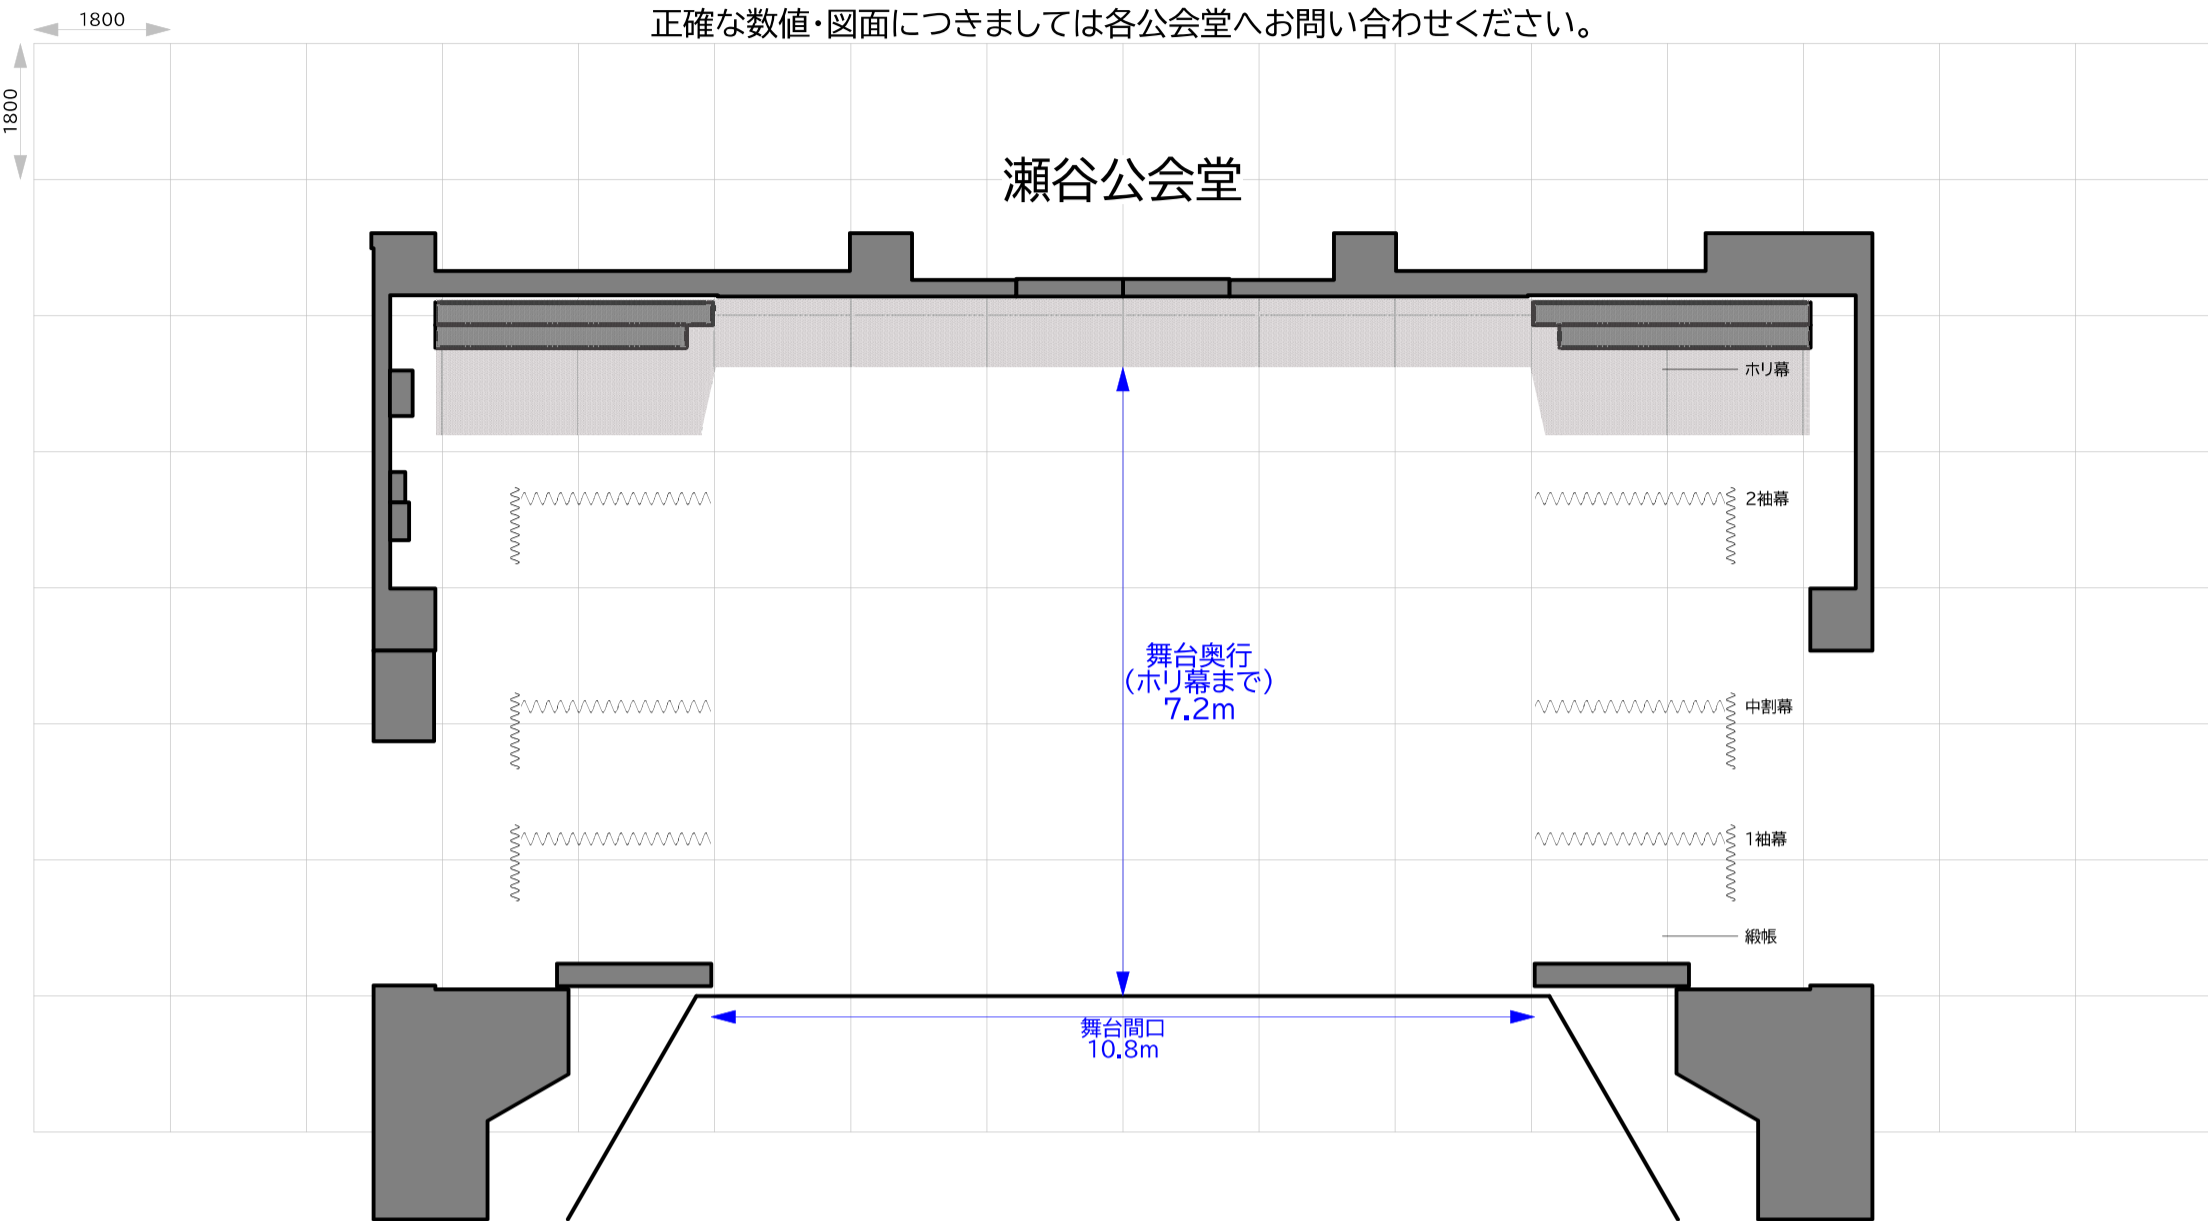 正確な数値・図面につきましては各公会堂へお問い合わせください。
1800
1800
瀬谷公会堂
ホリ幕
2袖幕
舞台奥行
(ホリ幕まで)
7.2m
中割幕
1袖幕
緞帳
舞台間口
10.8m